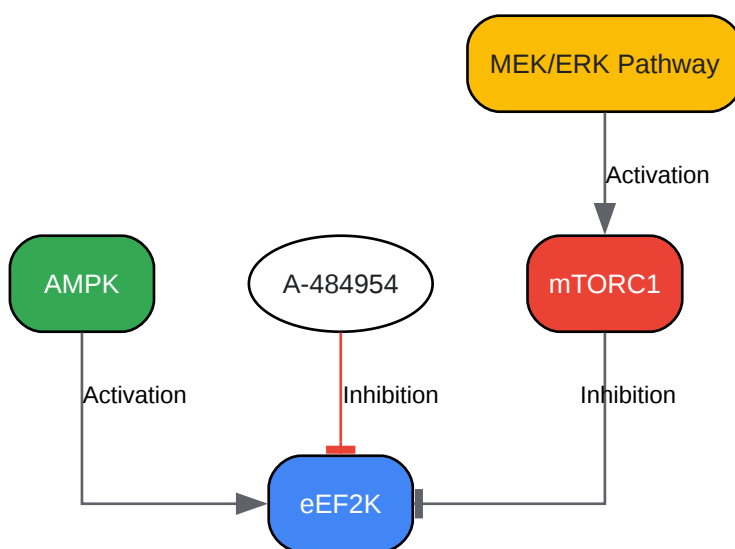 MEK/ERK Pathway
Activation
AMPK
A-484954
mTORC1
Activation
Inhibition
Inhibition
eEF2K